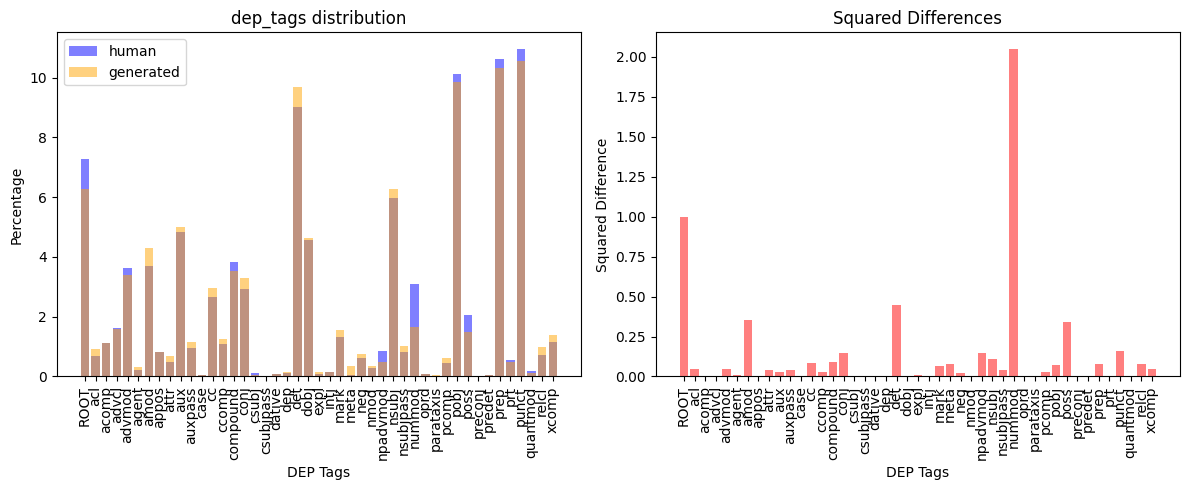 dep_tags distribution
human
generated
Percentage
10
8
6
4
2
0
ROOT
acl
acomp
advcl
advmod
agent
amod
appos
attr
aux
auxpass
case
cc
ccomp
compound
conj
csubj
csubjpass
dative
dep
det
dobj
expl
intj
mark
meta
neg
nmod
npadvmod
nsubj
nsubjpass
nummod
oprd
parataxis
pcomp
pobj
poss
preconj
predet
prep
prt
punct
quantmod
relcl
xcomp
DEP Tags
Squared Differences
Squared Difference
2.00
1.75
1.50
1.25
1.00
0.75
0.50
0.25
0.00
ROOT
acl
acomp
advcl
advmod
agent
amod
appos
attr
aux
auxpass
case
cc
ccomp
compound
conj
csubj
csubjpass
dative
dep
det
dobj
expl
intj
mark
meta
neg
nmod
npadvmod
nsubj
nsubjpass
nummod
oprd
parataxis
pcomp
pobj
poss
preconj
predet
prep
prt
punct
quantmod
relcl
xcomp
DEP Tags